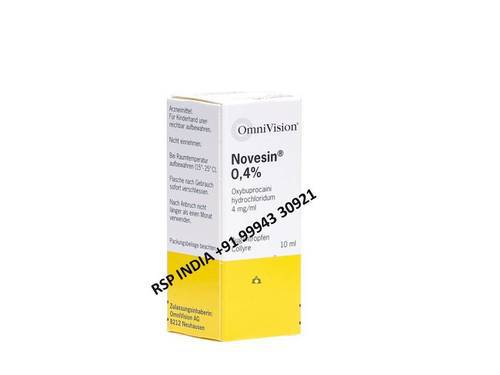 Arzneimittel.
Für Kinderhand uner-
reichbar aufbewahren.
Nicht einnehmen.
Bei Raumtemperatur
aufbewahren (15°-25°C).
Flasche nach Gebrauch
sofort verschliessen.
Nach Anbruch nicht
länger als einen Monat
verwenden.
Packungsbeilage beachten.
Zulassungsinhaberin:
OmniVision AG
8212 Neuhausen
OmniVision®
Novesin®
0,4%
Oxybuprocaini
hydrochloridum
4 mg/ml
Collyre
10 ml
RSP INDIA +91 99943 30921